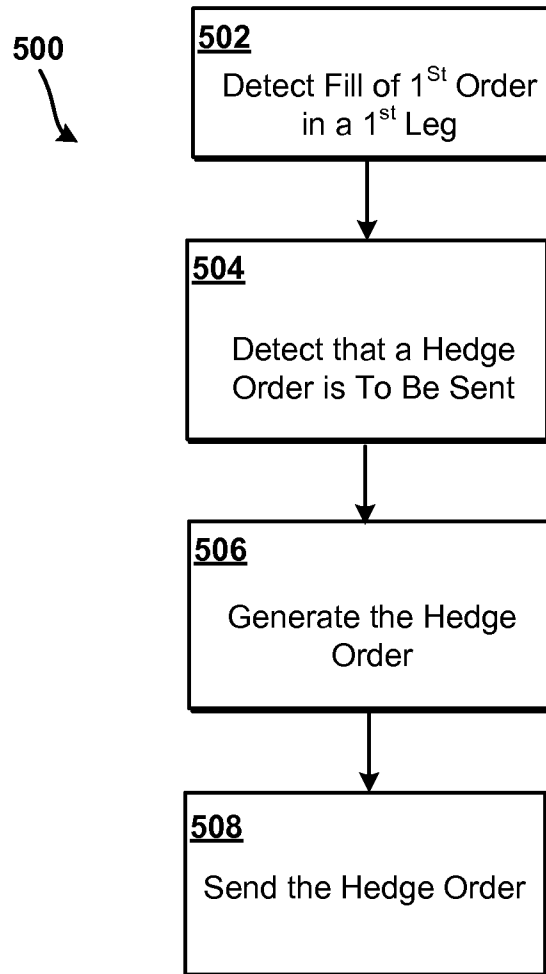 500
502
Detect Fill of 1St Order
in a 1st Leg
504
Detect that a Hedge
Order is To Be Sent
506
Generate the Hedge
Order
508
Send the Hedge Order